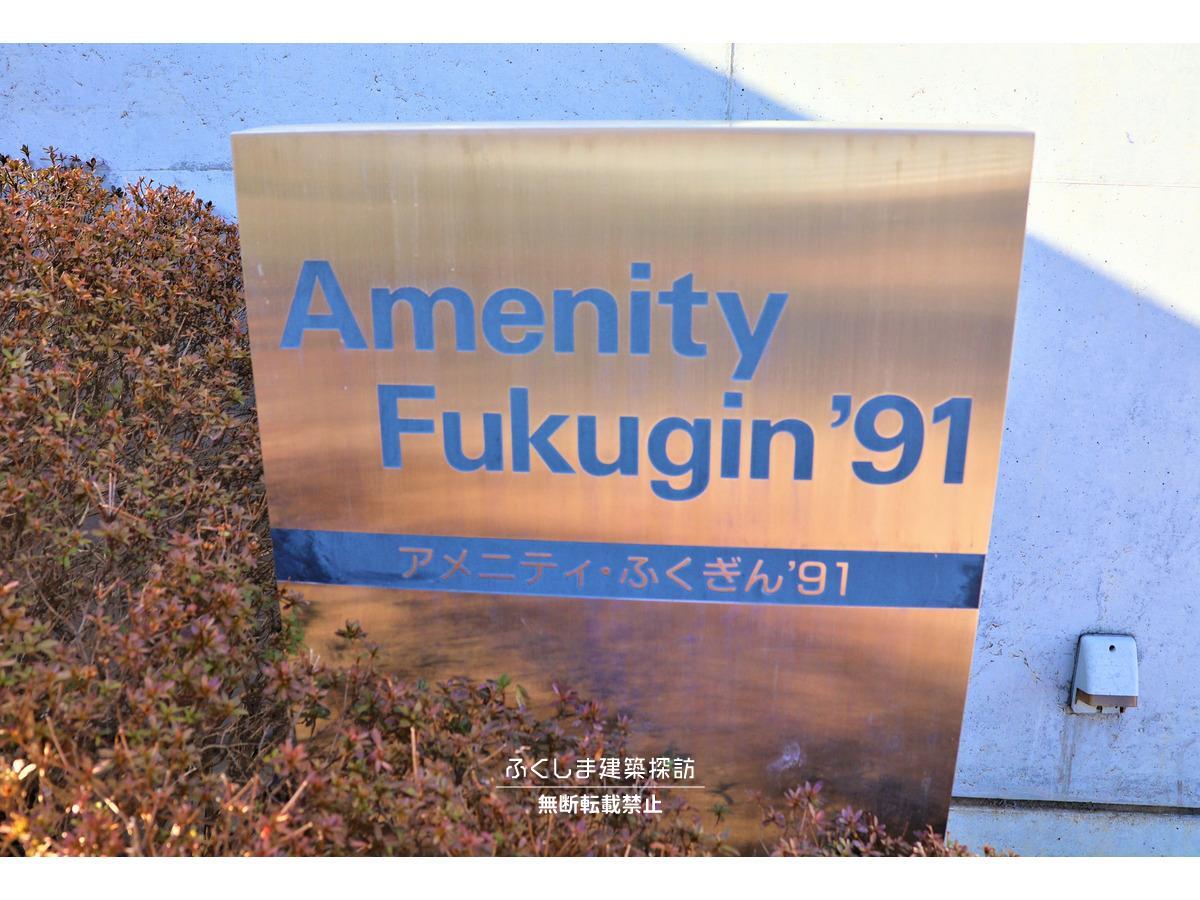 Amenity
Fukugin '91
アメニティ・ふくぎん'91
ふくしま建築探訪
無断転載禁止